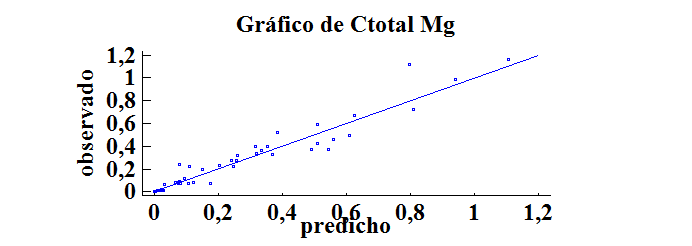 Gráfico de Ctotal Mg
1,2
1
0,8
0,6
0,4
0,2
0
observado
0 0,2 0,4 0,6 0,8 1 1,2
predicho